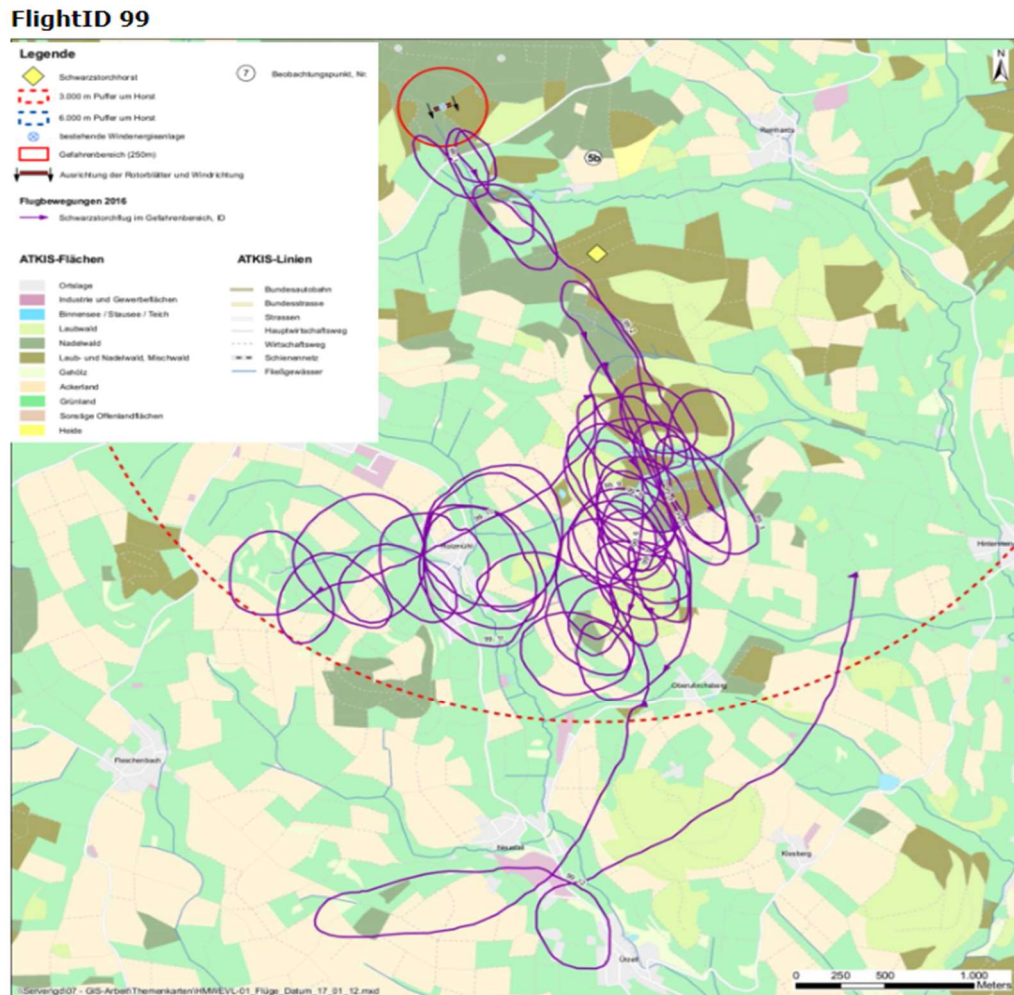 FlightID 99
Legende
Schwarzstorchhorst
3.000 m Puffer um Horst
6.000 m Puffer um Horst
bestehende Windenergieanlage
Gefahrenbereich (250m)
Ausrichtung der Rotorblätter und Windrichtung
7
Beobachtungspunkt, Nr.
Flugbewegungen 2016
Schwarzstorchflug im Gefahrenbereich, ID
ATKIS-Flächen
Ortslage
Industrie und Gewerbeflächen
Binnensee / Stausee / Teich
Laubwald
Nadelwald
Laub- und Nadelwald, Mischwald
Gehölz
Ackerland
Grünland
Sonstige Offenlandflächen
Heide
ATKIS-Linien
Bundesautobahn
Bundesstrasse
Strassen
Hauptwirtschaftsweg
Wirtschaftsweg
Schienennetz
Fließgewässer
N
5b
Fleschenbach
Klosberg
0 250 500 1.000
Meters